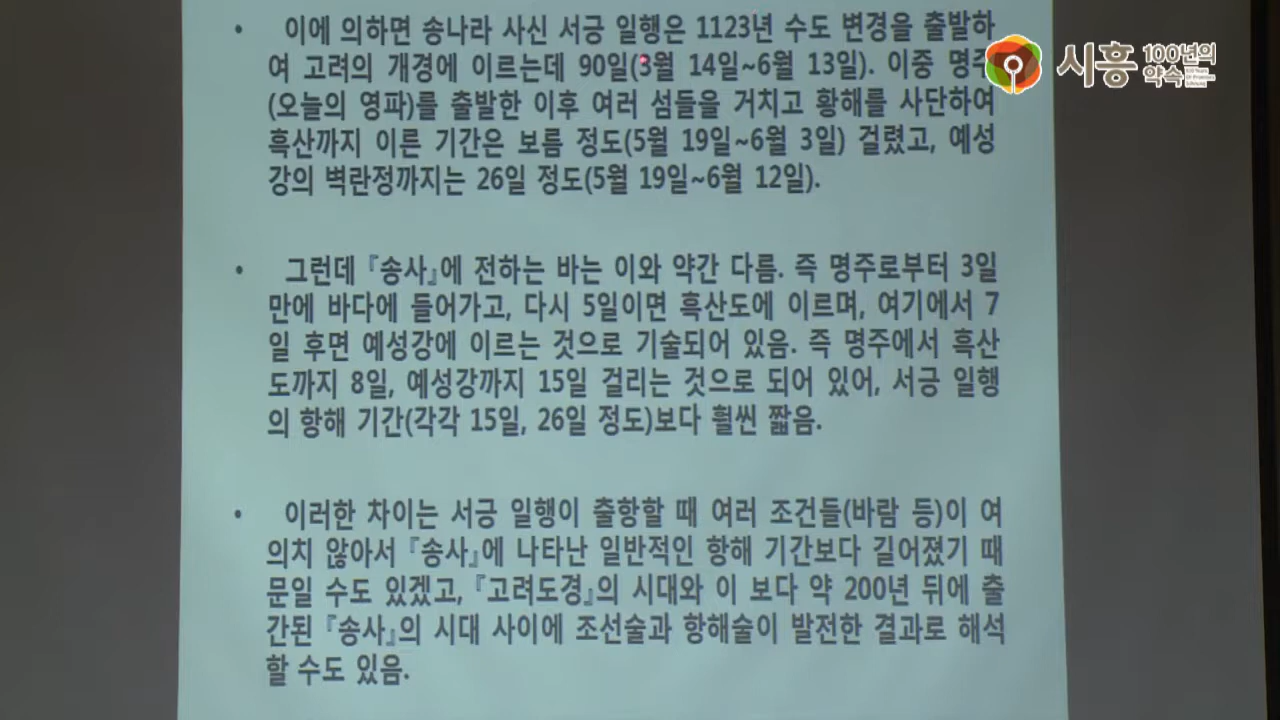 • 이에 의하면 송나라 사신 서긍 일행은 1123년 수도 변경을 출발하
여 고려의 개경에 이르는데 90일(3월 14일~6월 13일). 이중 명주
(오늘의 영파)를 출발한 이후 여러 섬들을 거치고 황해를 사단하여
흑산까지 이른 기간은 보름 정도(5월 19일~6월 3일) 걸렸고, 예성
강의 벽란정까지는 26일 정도(5월 19일~6월 12일).
• 그런데 『송사』에 전하는 바는 이와 약간 다름. 즉 명주로부터 3일
만에 바다에 들어가고, 다시 5일이면 흑산도에 이르며, 여기에서 7
일 후면 예성강에 이르는 것으로 기술되어 있음. 즉 명주에서 흑산
도까지 8일, 예성강까지 15일 걸리는 것으로 되어 있어, 서긍 일행
의 항해 기간(각각 15일, 26일 정도)보다 훨씬 짧음.
• 이러한 차이는 서긍 일행이 출항할 때 여러 조건들(바람 등)이 여
의치 않아서 『송사』에 나타난 일반적인 항해 기간보다 길어졌기 때
문일 수도 있겠고, 『고려도경』의 시대와 이 보다 약 200년 뒤에 출
간된 『송사』의 시대 사이에 조선술과 항해술이 발전한 결과로 해석
할 수도 있음.
시흥 100년의
약속